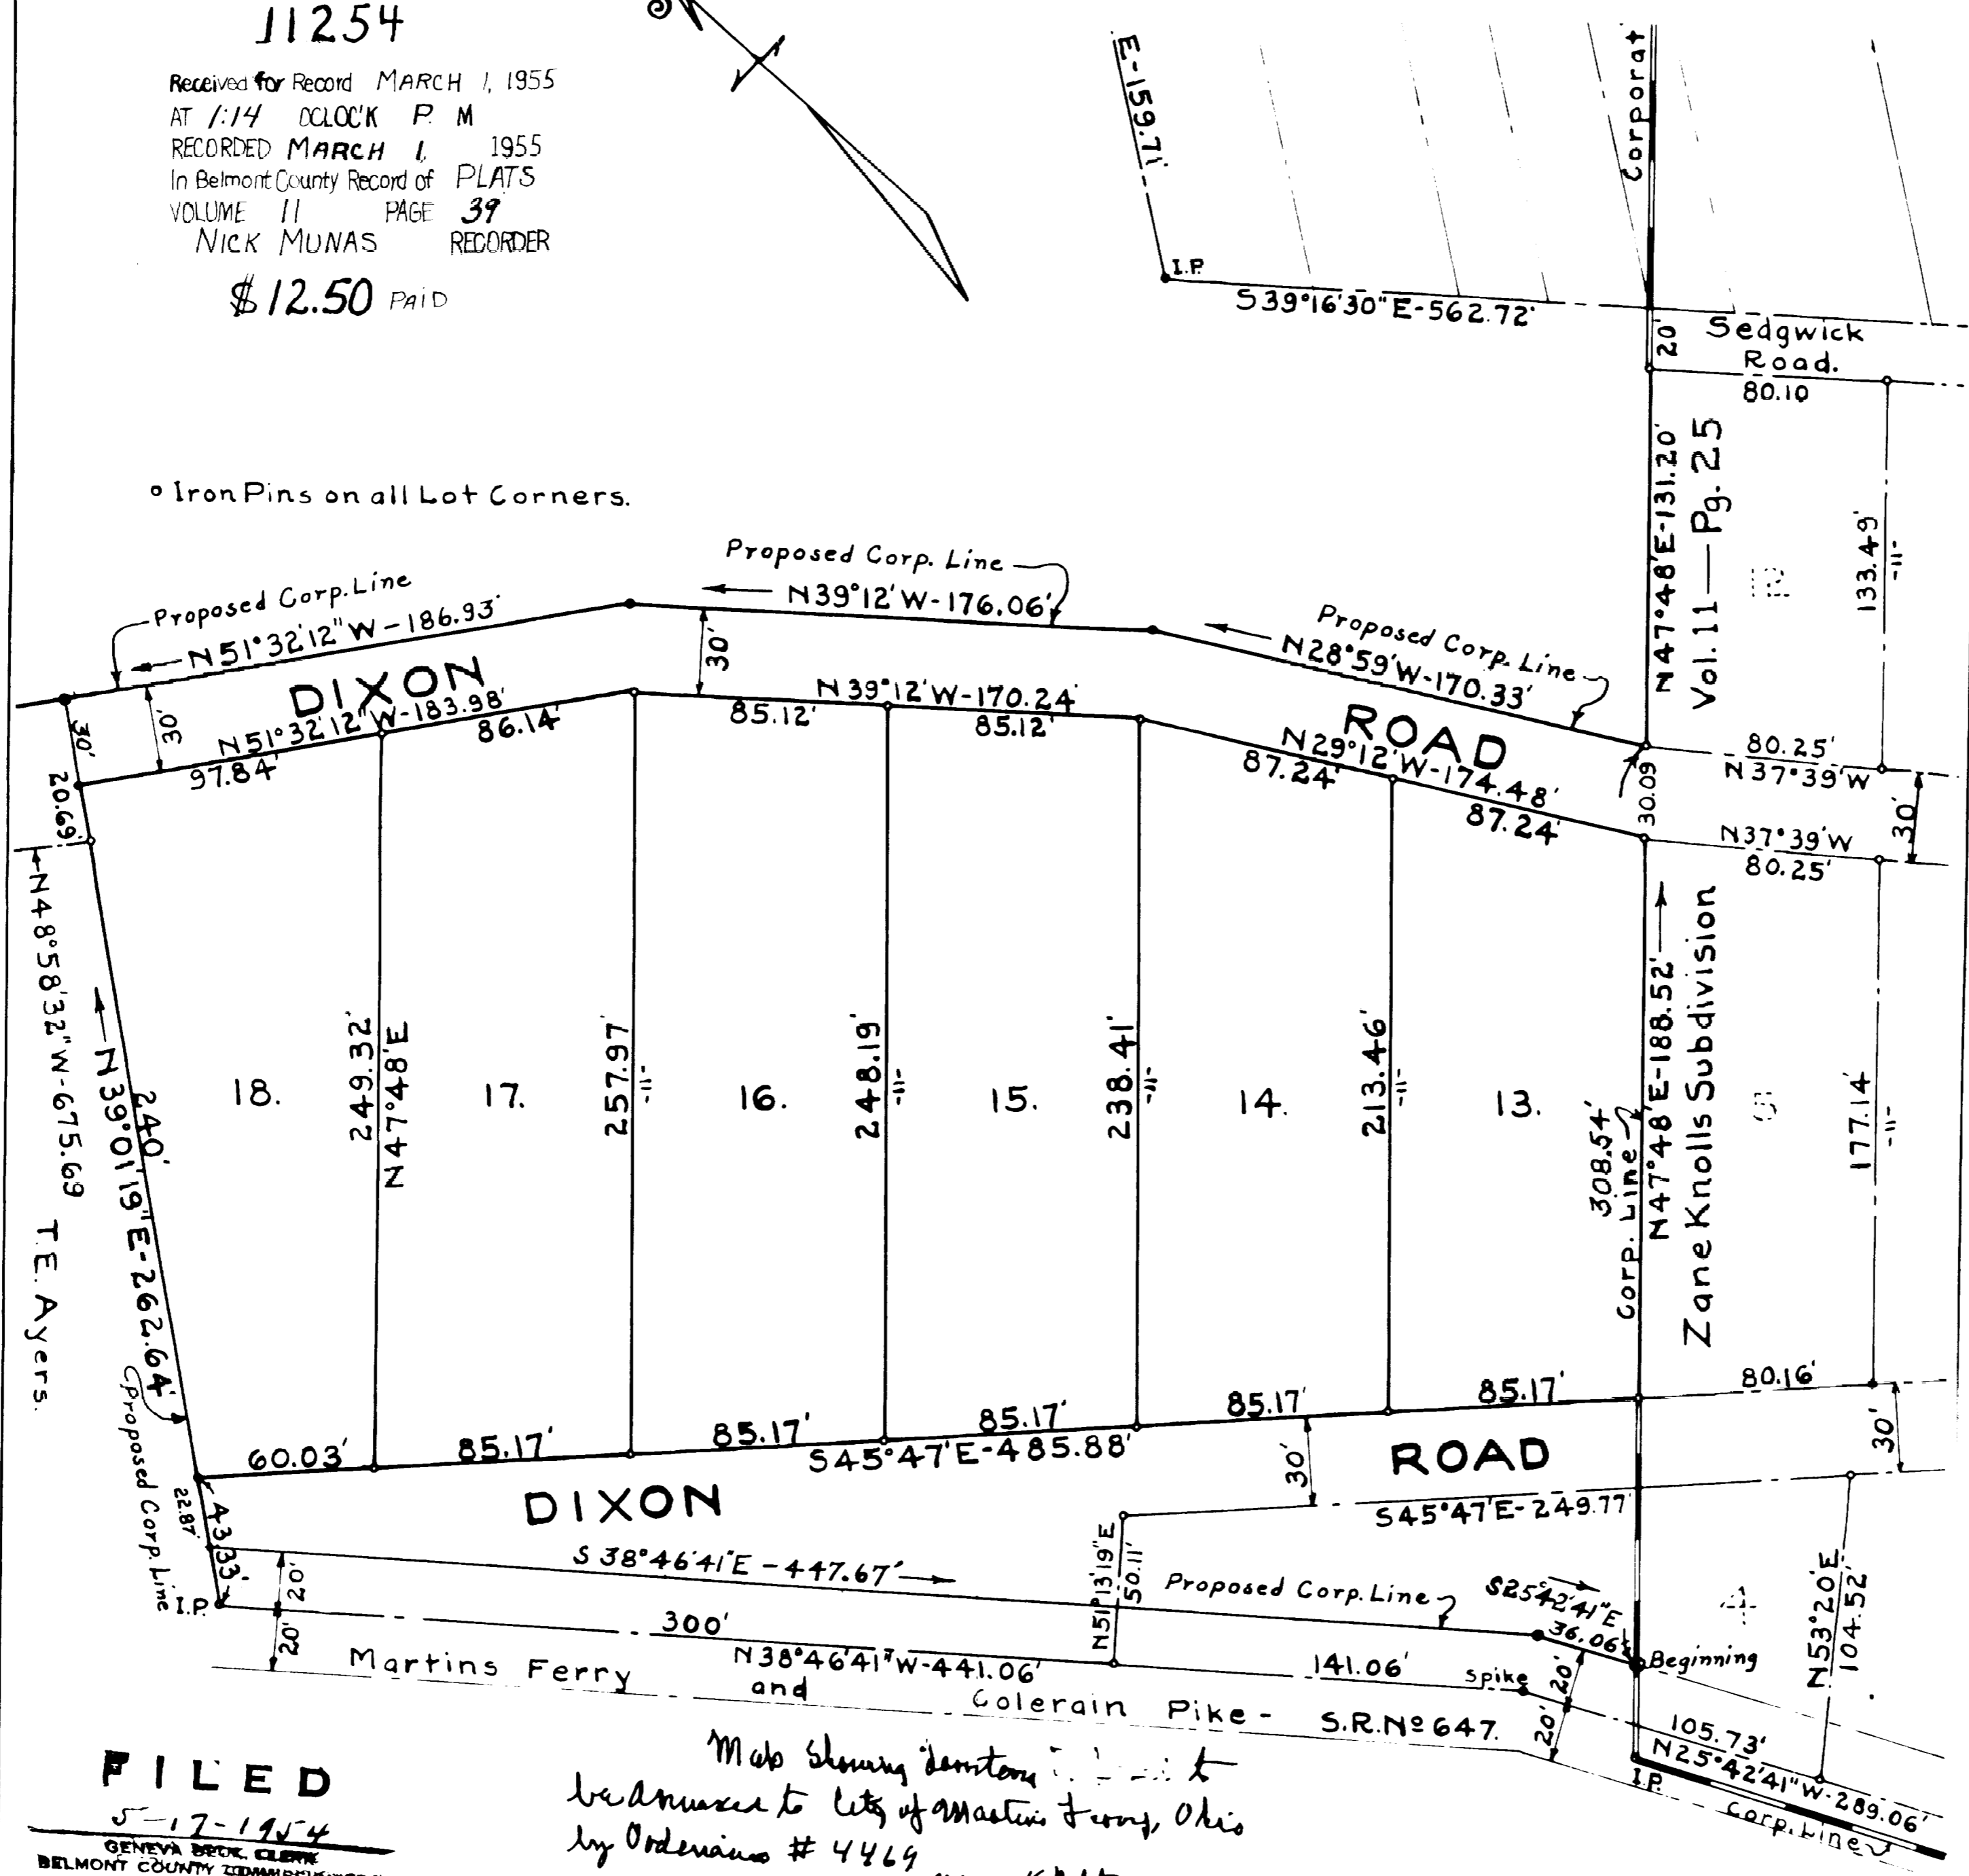 11254
Received for Record MARCH 1, 1955
AT 1:14 OCLOC'K P. M
RECORDED MARCH 1, 1955
In Belmont County Record of PLATS
VOLUME 11 PAGE 39
NICK MUNAS RECORDER
$12.50 PAID
E-159.71'
I.P.
S39°16'30"E-562.72'
Corporat
20
Sedgwick
Road.
80.10
N47°48'E-131.20'
Vol.11—Pg.25
12
133.49'
-11-
° Iron Pins on all Lot Corners.
Proposed Corp. Line
N51°32'12"W-186.93'
Proposed Corp. Line
N39°12'W-176.06'
Proposed Corp. Line
N28°59'W-170.33'
30'
30'
30'
DIXON
ROAD
N51°32'12"W-183.98'
97.84'
86.14'
N39°12'W-170.24'
85.12'
85.12'
N29°12'W-174.48'
87.24'
87.24'
30.09
80.25'
N37°39'W
30'
N37°39'W
80.25'
20.69'
N48°58'32"W-675.69
T.E. Ayers.
240'
N39°01'19"E-262.64'
Proposed Corp. Line
18.
249.32'
N47°48'E
17.
257.97'
-11-
16.
248.19'
-11-
15.
238.41'
-11-
14.
213.46'
-11-
13.
308.54'
Corp. Line
N47°48'E-188.52'
Zane Knolls Subdivision
177.14'
-11-
60.03'
85.17'
85.17'
85.17'
85.17'
85.17'
80.16'
S45°47'E-485.88'
DIXON
ROAD
30'
30'
S45°47'E-249.77'
22.87'
43.33'
I.P.
20'
20'
S38°46'41"E-447.67'
N51°13'19"E
50.11'
Proposed Corp. Line
S25°42'41"E
36.06'
Beginning
4
N53°20'E
104.52'
300'
N38°46'41"W-441.06'
141.06'
Spike
20'
20'
Martins Ferry and Colerain Pike - S.R.Nº647.
105.73'
N25°42'41"W-289.06'
I.P.
Corp. Line
FILED
5-17-1954
GENEVA CLERK
BELMONT COUNTY
Map Showing
be Annexed to City of Martins Ferry, Ohio
by Ordenance # 4469